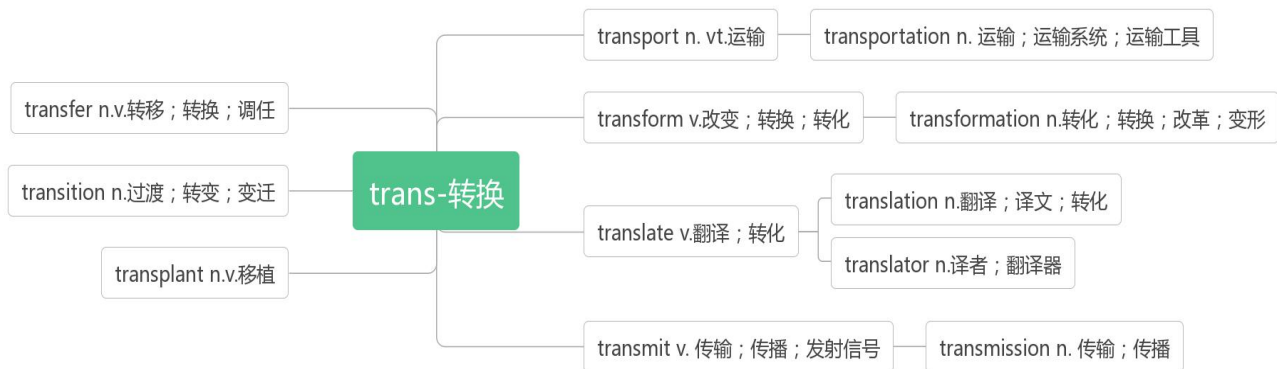 transport n. vt.运输
transportation n. 运输；运输系统；运输工具
transfer n.v.转移；转换；调任
transform v.改变；转换；转化
transformation n.转化；转换；改革；变形
trans-转换
transition n.过渡；转变；变迁
translate v.翻译；转化
translation n.翻译；译文；转化
translator n.译者；翻译器
transplant n.v.移植
transmit v. 传输；传播；发射信号
transmission n. 传输；传播